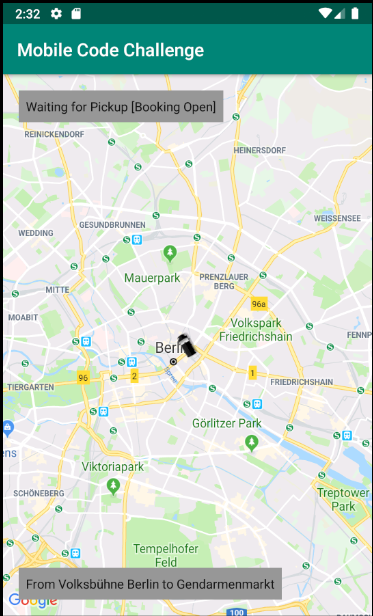 2:32
Mobile Code Challenge
Waiting for Pickup [Booking Open]
REINICKENDORF
HEINERSDORF
WEISSENSEE
GESUNDBRUNNEN
WEDDING
Mauerpark
PRENZLAUER
BERG
MITTE
96a
MOABIT
Volkspark
Friedrichshain
FENNP
Berlin
96
2
1
TIERGARTEN
Spree
FRIEDRICHSHAIN
Görlitzer Park
ens
Viktoriapark
SCHÖNEBERG
Treptower
Park
Tempelhofer
Feld
From Volksbühne Berlin to Gendarmenmarkt
Google
100